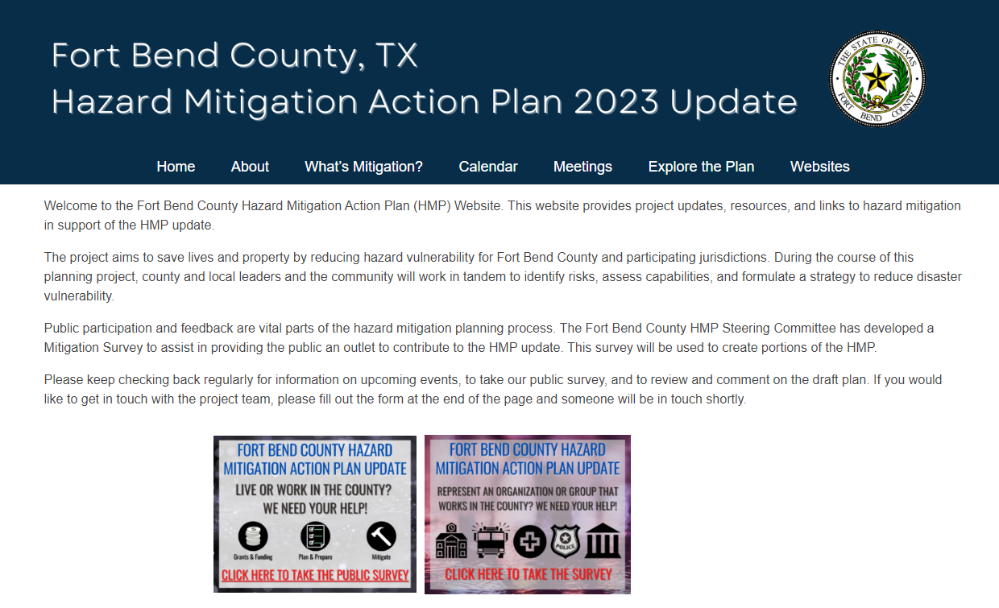 Fort Bend County, TX
Hazard Mitigation Action Plan 2023 Update
THE STATE OF TEXAS
FORT BEND COUNTY
Home About What's Mitigation? Calendar Meetings Explore the Plan Websites
Welcome to the Fort Bend County Hazard Mitigation Action Plan (HMP) Website. This website provides project updates, resources, and links to hazard mitigation
in support of the HMP update.
The project aims to save lives and property by reducing hazard vulnerability for Fort Bend County and participating jurisdictions. During the course of this
planning project, county and local leaders and the community will work in tandem to identify risks, assess capabilities, and formulate a strategy to reduce disaster
vulnerability.
Public participation and feedback are vital parts of the hazard mitigation planning process. The Fort Bend County HMP Steering Committee has developed a
Mitigation Survey to assist in providing the public an outlet to contribute to the HMP update. This survey will be used to create portions of the HMP.
Please keep checking back regularly for information on upcoming events, to take our public survey, and to review and comment on the draft plan. If you would
like to get in touch with the project team, please fill out the form at the end of the page and someone will be in touch shortly.
FORT BEND COUNTY HAZARD
MITIGATION ACTION PLAN UPDATE
LIVE OR WORK IN THE COUNTY?
WE NEED YOUR HELP!
Grants & Funding Plan & Prepare Mitigate
CLICK HERE TO TAKE THE PUBLIC SURVEY
FORT BEND COUNTY HAZARD
MITIGATION ACTION PLAN UPDATE
REPRESENT AN ORGANIZATION OR GROUP THAT
WORKS IN THE COUNTY? WE NEED YOUR HELP!
POLICE
CLICK HERE TO TAKE THE SURVEY